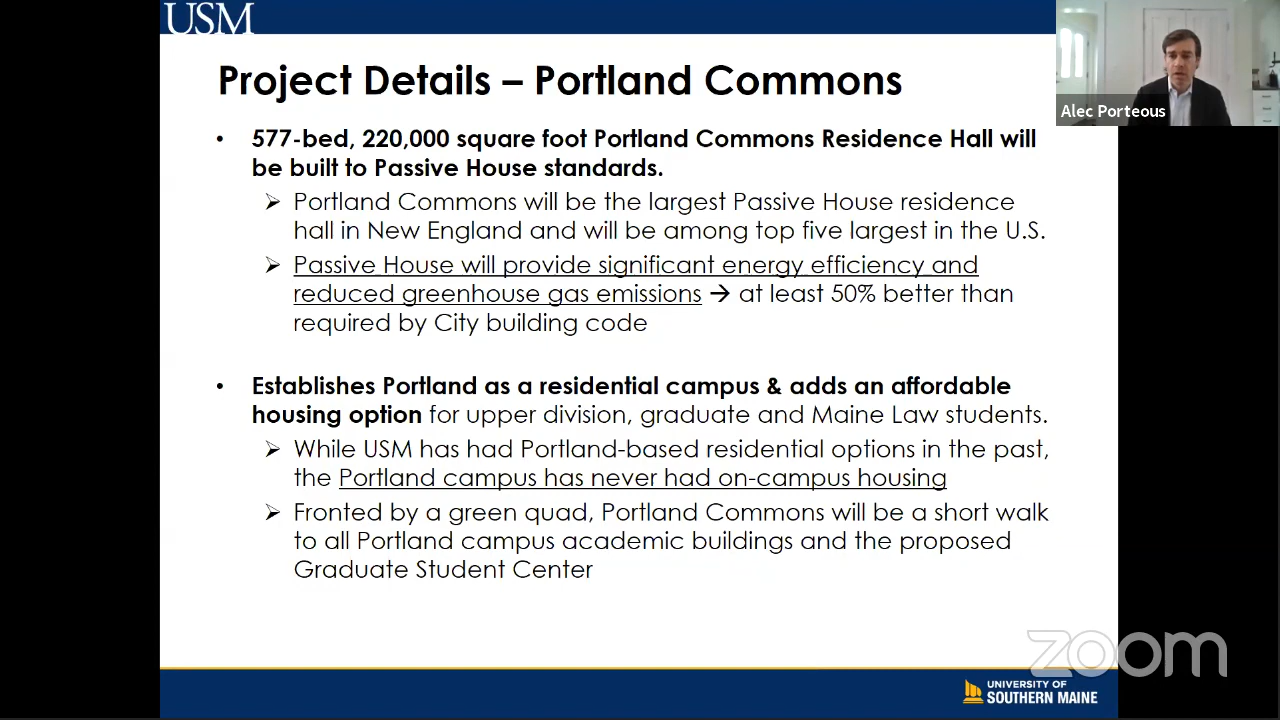 USM
Project Details – Portland Commons
Alec Porteous
• 577-bed, 220,000 square foot Portland Commons Residence Hall will
be built to Passive House standards.
➢ Portland Commons will be the largest Passive House residence
hall in New England and will be among top five largest in the U.S.
➢ Passive House will provide significant energy efficiency and
reduced greenhouse gas emissions → at least 50% better than
required by City building code
• Establishes Portland as a residential campus & adds an affordable
housing option for upper division, graduate and Maine Law students.
➢ While USM has had Portland-based residential options in the past,
the Portland campus has never had on-campus housing
➢ Fronted by a green quad, Portland Commons will be a short walk
to all Portland campus academic buildings and the proposed
Graduate Student Center
zoom
UNIVERSITY OF
SOUTHERN MAINE